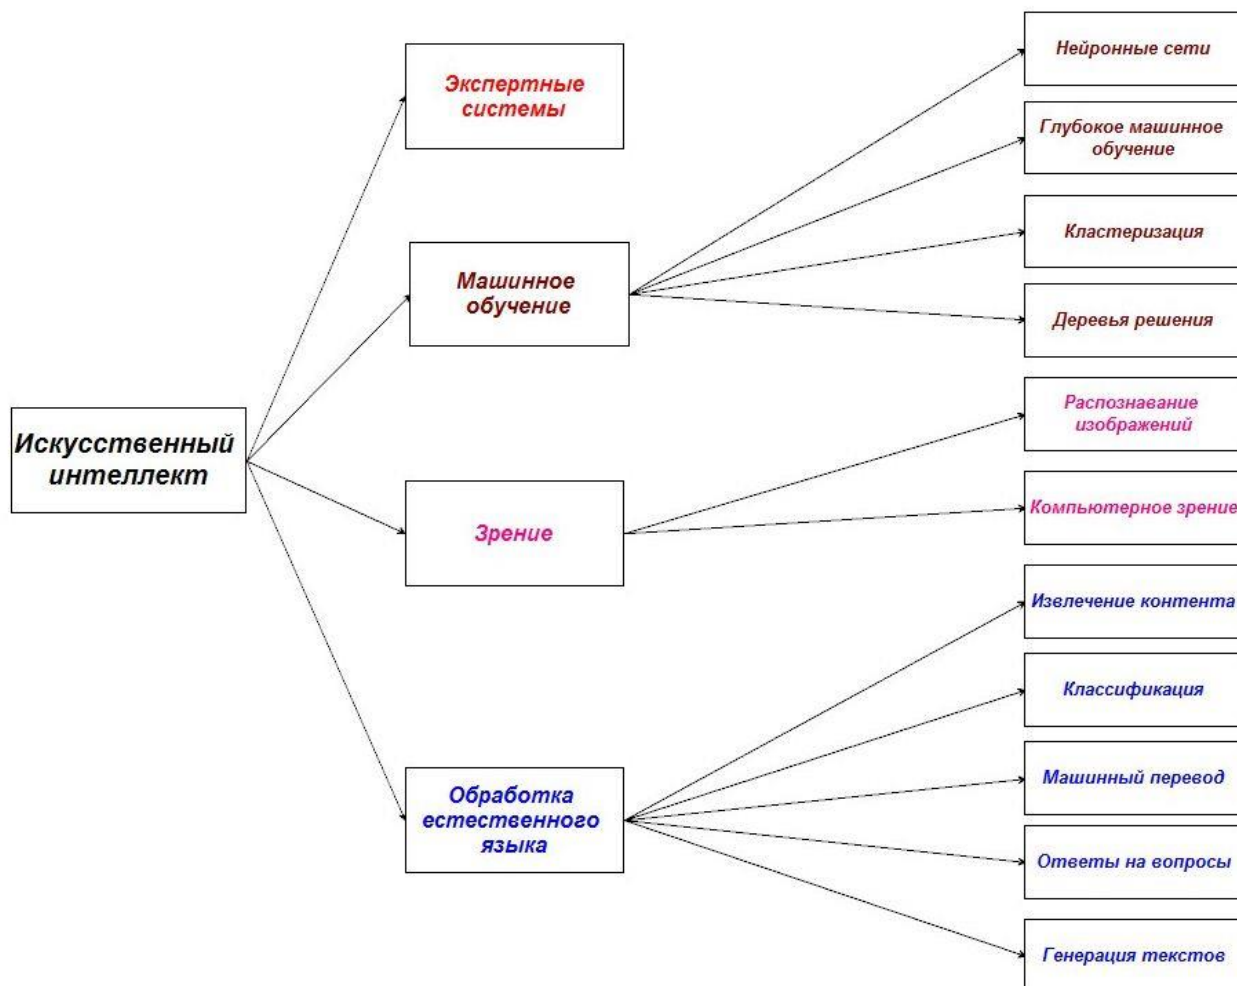 Искусственный
интеллект
Экспертные
системы
Машинное
обучение
Зрение
Обработка
естественного
языка
Нейронные сети
Глубокое машинное
обучение
Кластеризация
Деревья решения
Распознавание
изображений
Компьютерное зрение
Извлечение контента
Классификация
Машинный перевод
Ответы на вопросы
Генерация текстов